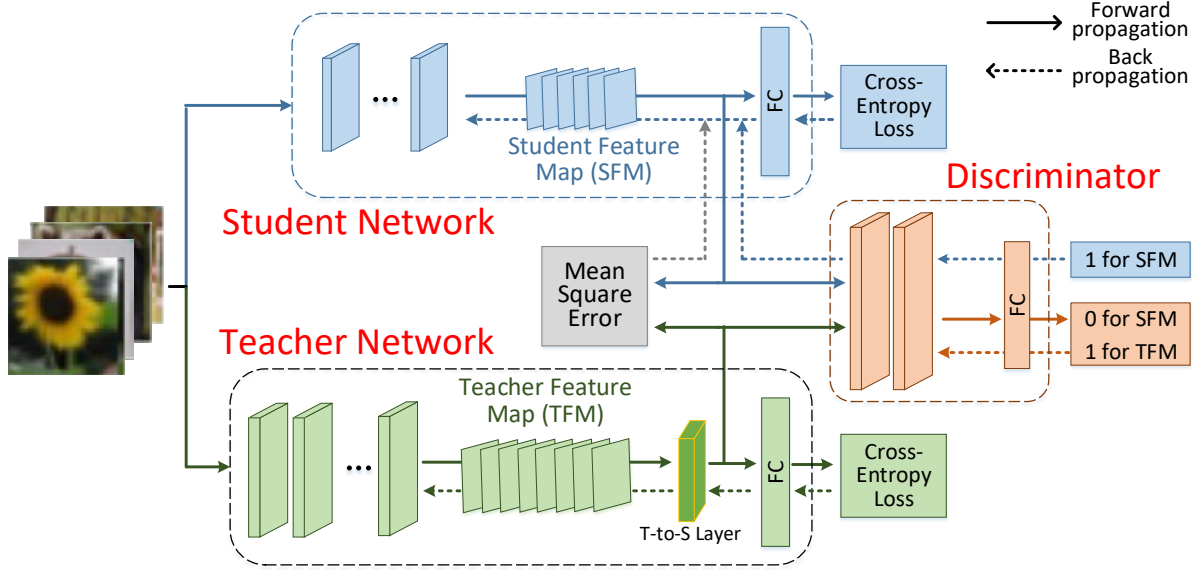 Forward
propagation
Back
propagation
...
FC
Cross-
Entropy
Loss
Student Feature
Map (SFM)
Student Network
Discriminator
Mean
Square
Error
FC
1 for SFM
0 for SFM
1 for TFM
Teacher Network
Teacher Feature
Map (TFM)
...
FC
Cross-
Entropy
Loss
T-to-S Layer